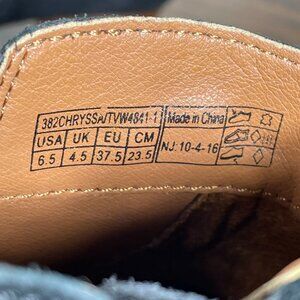 382CHRYSSA/TVW4841-1 Made in China
USA UK EU CM
6.5 4.5 37.5 23.5 NJ: 10-4-16